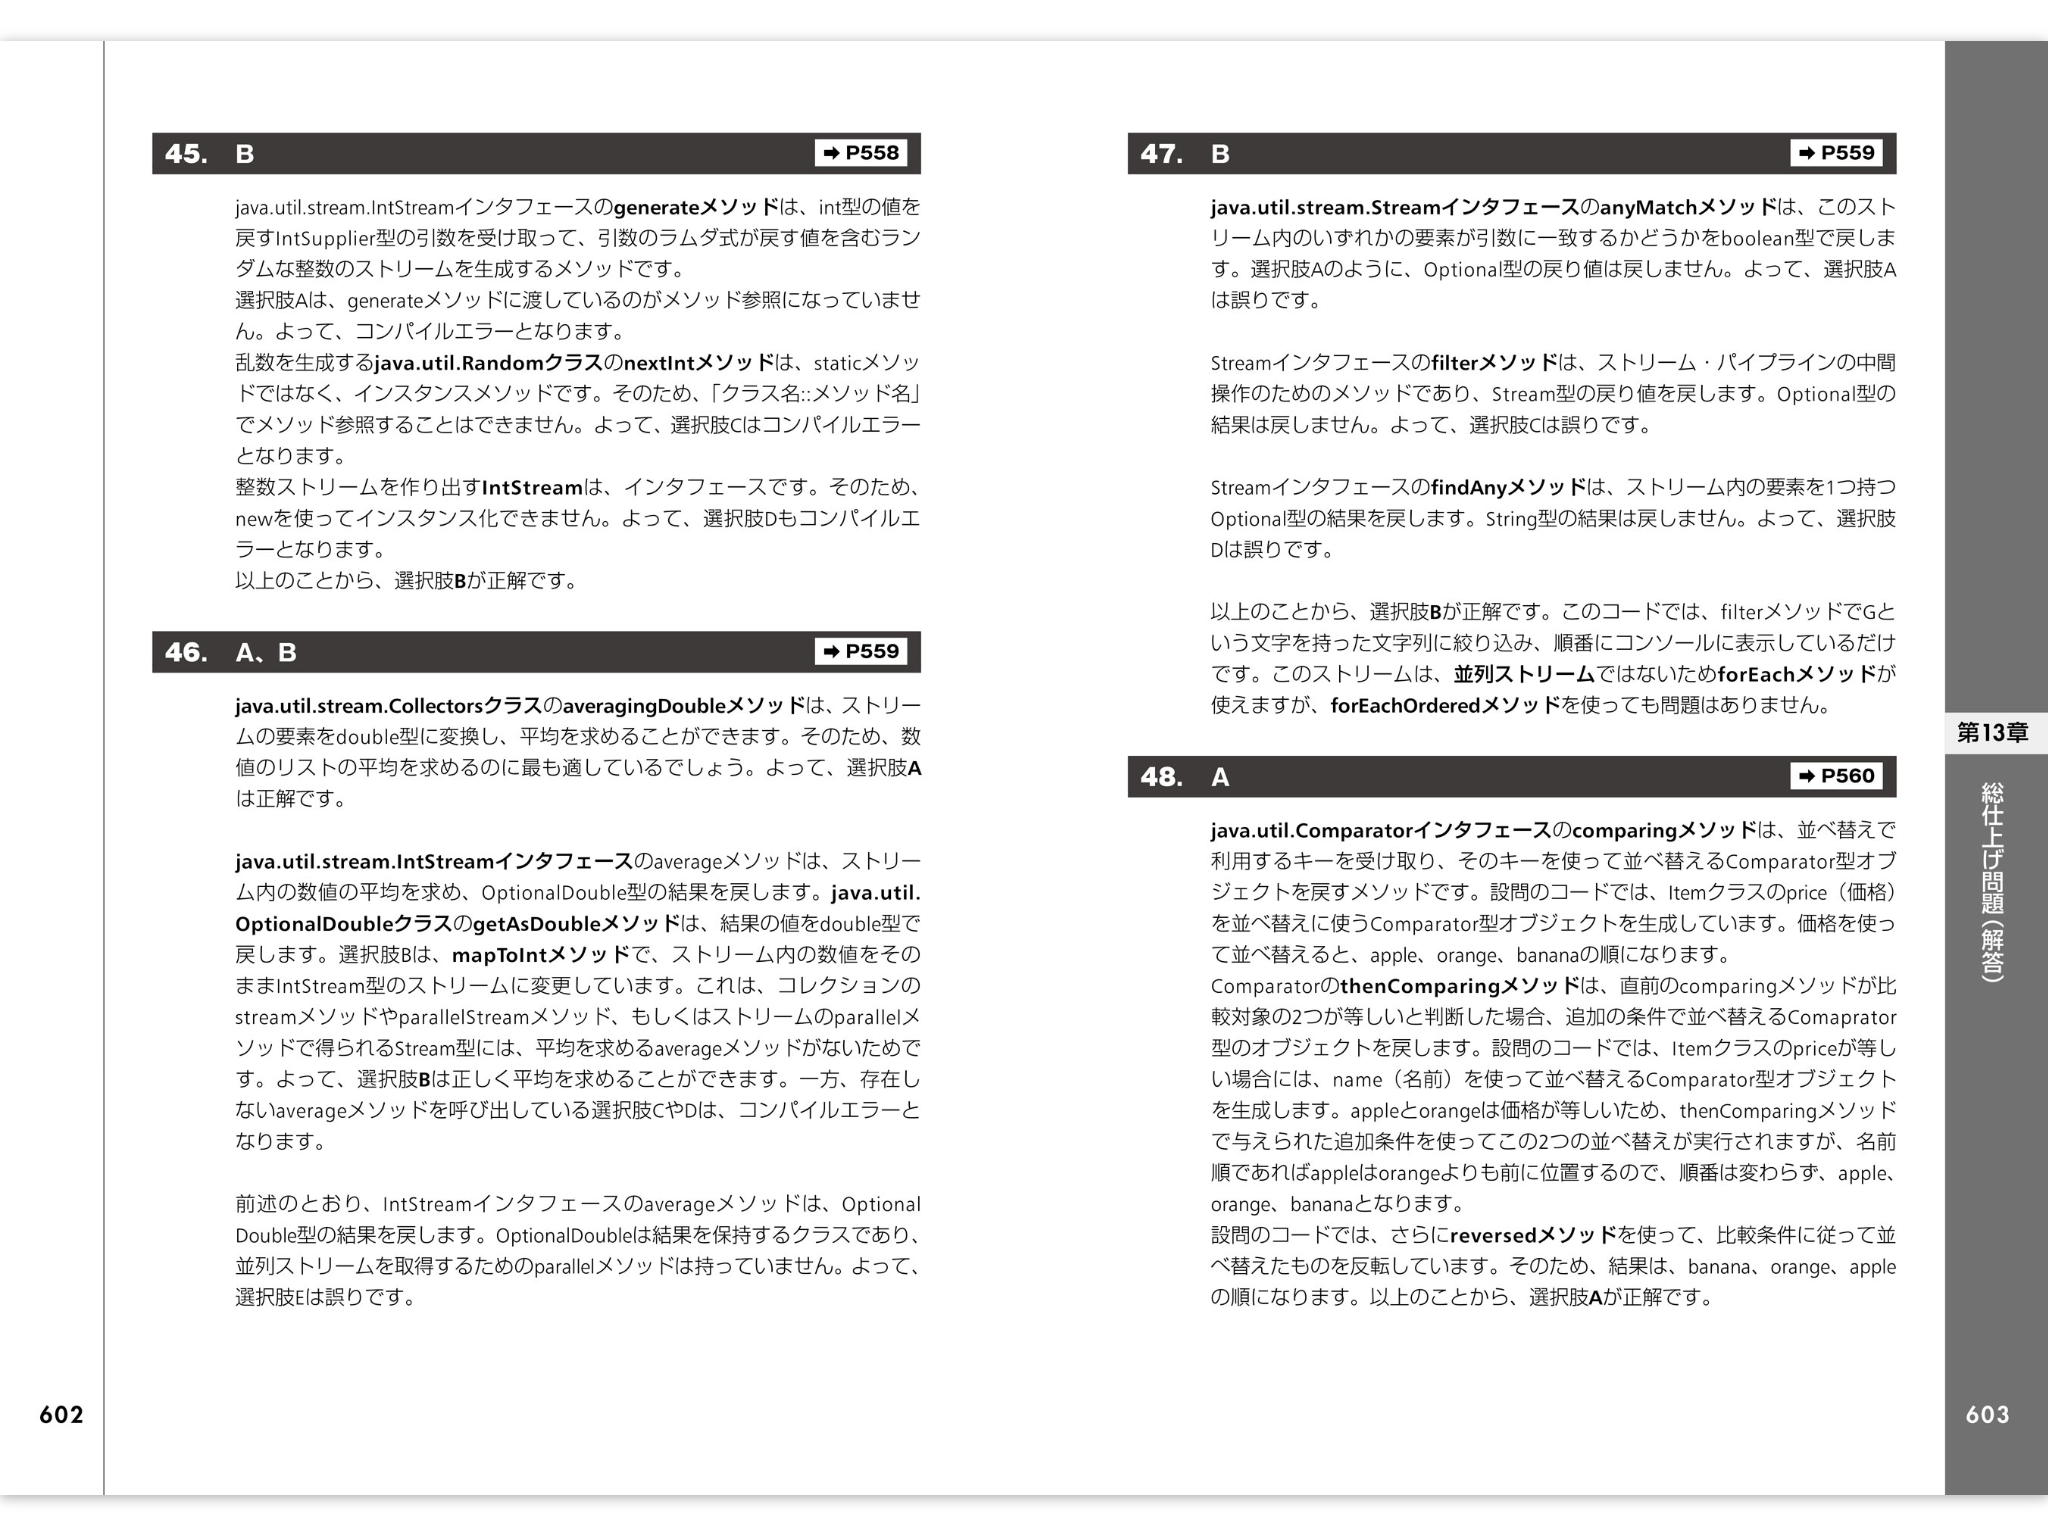 45. B ➡ P558
java.util.stream.IntStreamインタフェースのgenerateメソッドは、int型の値を
戻すIntSupplier型の引数を受け取って、引数のラムダ式が戻す値を含むラン
ダムな整数のストリームを生成するメソッドです。
選択肢Aは、generateメソッドに渡しているのがメソッド参照になっていませ
ん。よって、コンパイルエラーとなります。
乱数を生成するjava.util.RandomクラスのnextIntメソッドは、staticメソッ
ドではなく、インスタンスメソッドです。そのため、「クラス名::メソッド名」
でメソッド参照することはできません。よって、選択肢Cはコンパイルエラー
となります。
整数ストリームを作り出すIntStreamは、インタフェースです。そのため、
newを使ってインスタンス化できません。よって、選択肢Dもコンパイルエ
ラーとなります。
以上のことから、選択肢Bが正解です。
46. A、B ➡ P559
java.util.stream.CollectorsクラスのaveragingDoubleメソッドは、ストリー
ムの要素をdouble型に変換し、平均を求めることができます。そのため、数
値のリストの平均を求めるのに最も適しているでしょう。よって、選択肢A
は正解です。
java.util.stream.IntStreamインタフェースのaverageメソッドは、ストリー
ム内の数値の平均を求め、OptionalDouble型の結果を戻します。java.util.
OptionalDoubleクラスのgetAsDoubleメソッドは、結果の値をdouble型で
戻します。選択肢Bは、mapToIntメソッドで、ストリーム内の数値をその
ままIntStream型のストリームに変更しています。これは、コレクションの
streamメソッドやparallelStreamメソッド、もしくはストリームのparallelメ
ソッドで得られるStream型には、平均を求めるaverageメソッドがないためで
す。よって、選択肢Bは正しく平均を求めることができます。一方、存在し
ないaverageメソッドを呼び出している選択肢CやDは、コンパイルエラーと
なります。
前述のとおり、IntStreamインタフェースのaverageメソッドは、Optional
Double型の結果を戻します。OptionalDoubleは結果を保持するクラスであり、
並列ストリームを取得するためのparallelメソッドは持っていません。よって、
選択肢Eは誤りです。
602
47. B ➡ P559
java.util.stream.StreamインタフェースのanyMatchメソッドは、このスト
リーム内のいずれかの要素が引数に一致するかどうかをboolean型で戻しま
す。選択肢Aのように、Optional型の戻り値は戻しません。よって、選択肢A
は誤りです。
Streamインタフェースのfilterメソッドは、ストリーム・パイプラインの中間
操作のためのメソッドであり、Stream型の戻り値を戻します。Optional型の
結果は戻しません。よって、選択肢Cは誤りです。
StreamインタフェースのfindAnyメソッドは、ストリーム内の要素を1つ持つ
Optional型の結果を戻します。String型の結果は戻しません。よって、選択肢
Dは誤りです。
以上のことから、選択肢Bが正解です。このコードでは、filterメソッドでGと
いう文字を持った文字列に絞り込み、順番にコンソールに表示しているだけ
です。このストリームは、並列ストリームではないためforEachメソッドが
使えますが、forEachOrderedメソッドを使っても問題はありません。
48. A ➡ P560
java.util.Comparatorインタフェースのcomparingメソッドは、並べ替えで
利用するキーを受け取り、そのキーを使って並べ替えるComparator型オブ
ジェクトを戻すメソッドです。設問のコードでは、Itemクラスのprice（価格）
を並べ替えに使うComparator型オブジェクトを生成しています。価格を使っ
て並べ替えると、apple、orange、bananaの順になります。
ComparatorのthenComparingメソッドは、直前のcomparingメソッドが比
較対象の2つが等しいと判断した場合、追加の条件で並べ替えるComaprator
型のオブジェクトを戻します。設問のコードでは、Itemクラスのpriceが等し
い場合には、name（名前）を使って並べ替えるComparator型オブジェクト
を生成します。appleとorangeは価格が等しいため、thenComparingメソッド
で与えられた追加条件を使ってこの2つの並べ替えが実行されますが、名前
順であればappleはorangeよりも前に位置するので、順番は変わらず、apple、
orange、bananaとなります。
設問のコードでは、さらにreversedメソッドを使って、比較条件に従って並
べ替えたものを反転しています。そのため、結果は、banana、orange、apple
の順になります。以上のことから、選択肢Aが正解です。
第13章
総仕上げ問題（解答）
603